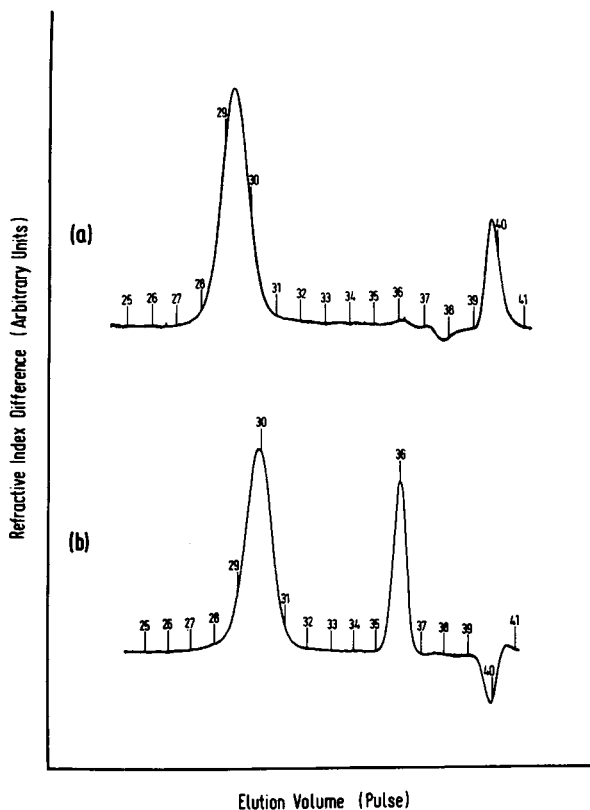 Refractive Index Difference (Arbitrary Units)
(a)
25 26 27 28 29 30 31 32 33 34 35 36 37 38 39 40 41
(b)
25 26 27 28 29 30 31 32 33 34 35 36 37 38 39 40 41
Elution Volume (Pulse)